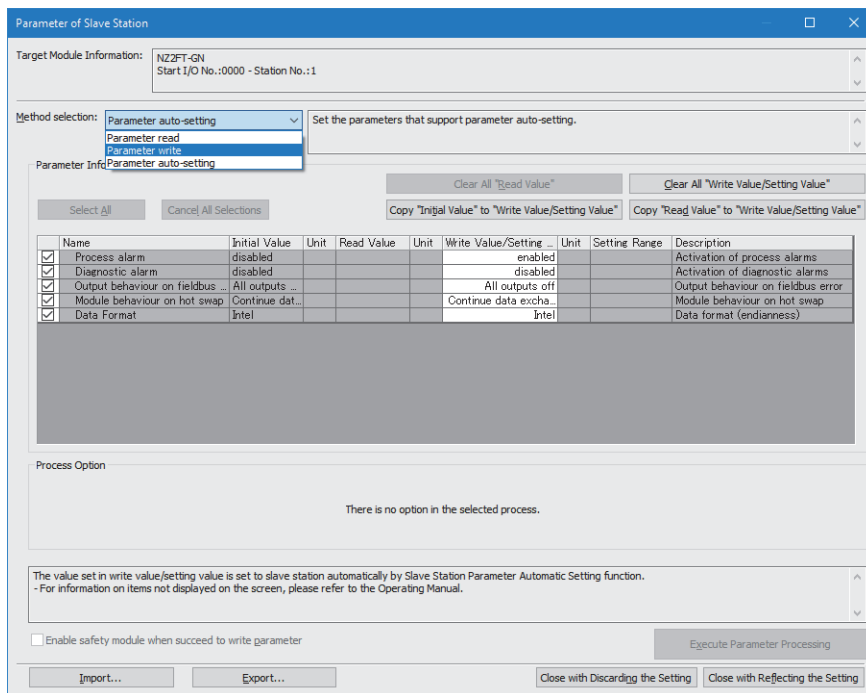 Parameter of Slave Station
Target Module Information:
NZ2FT-GN
Start I/O No.:0000 - Station No.:1
Method selection:
Parameter auto-setting
Set the parameters that support parameter auto-setting.
Parameter read
Parameter write
Parameter auto-setting
Parameter Info
Clear All "Read Value"
Clear All "Write Value/Setting Value"
Select All
Cancel All Selections
Copy "Initial Value" to "Write Value/Setting Value"
Copy "Read Value" to "Write Value/Setting Value"
Name Initial Value Unit Read Value Unit Write Value/Setting ... Unit Setting Range Description
Process alarm disabled enabled Activation of process alarms
Diagnostic alarm disabled disabled Activation of diagnostic alarms
Output behaviour on fieldbus ... All outputs ... All outputs off Output behaviour on fieldbus error
Module behaviour on hot swap Continue dat... Continue data excha... Module behaviour on hot swap
Data Format Intel Intel Data format (endianness)
Process Option
There is no option in the selected process.
The value set in write value/setting value is set to slave station automatically by Slave Station Parameter Automatic Setting function.
- For information on items not displayed on the screen, please refer to the Operating Manual.
Enable safety module when succeed to write parameter
Execute Parameter Processing
Import...
Export...
Close with Discarding the Setting
Close with Reflecting the Setting